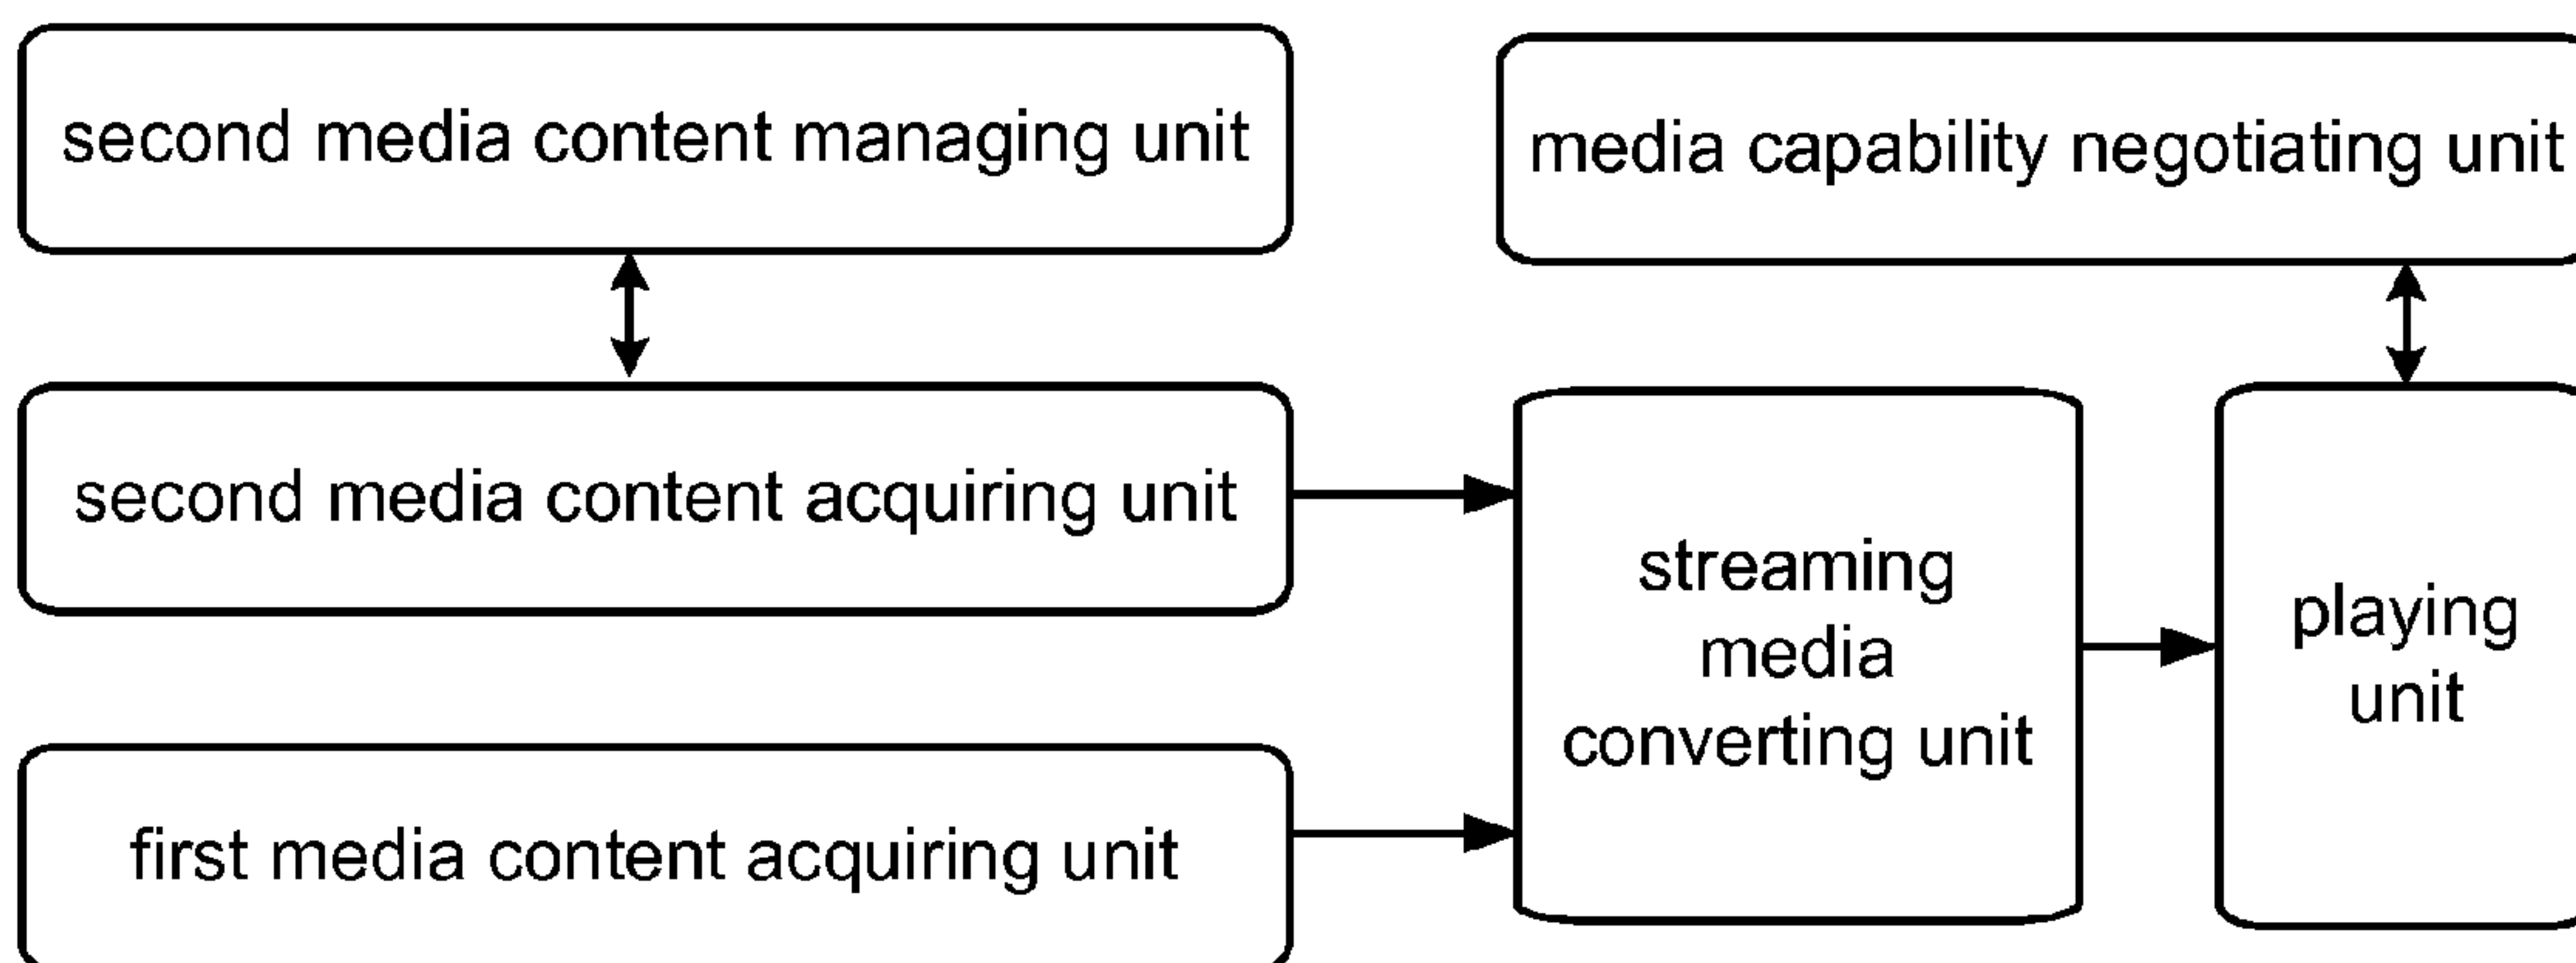 second media content managing unit
media capability negotiating unit
second media content acquiring unit
streaming
media
converting unit
playing
unit
first media content acquiring unit